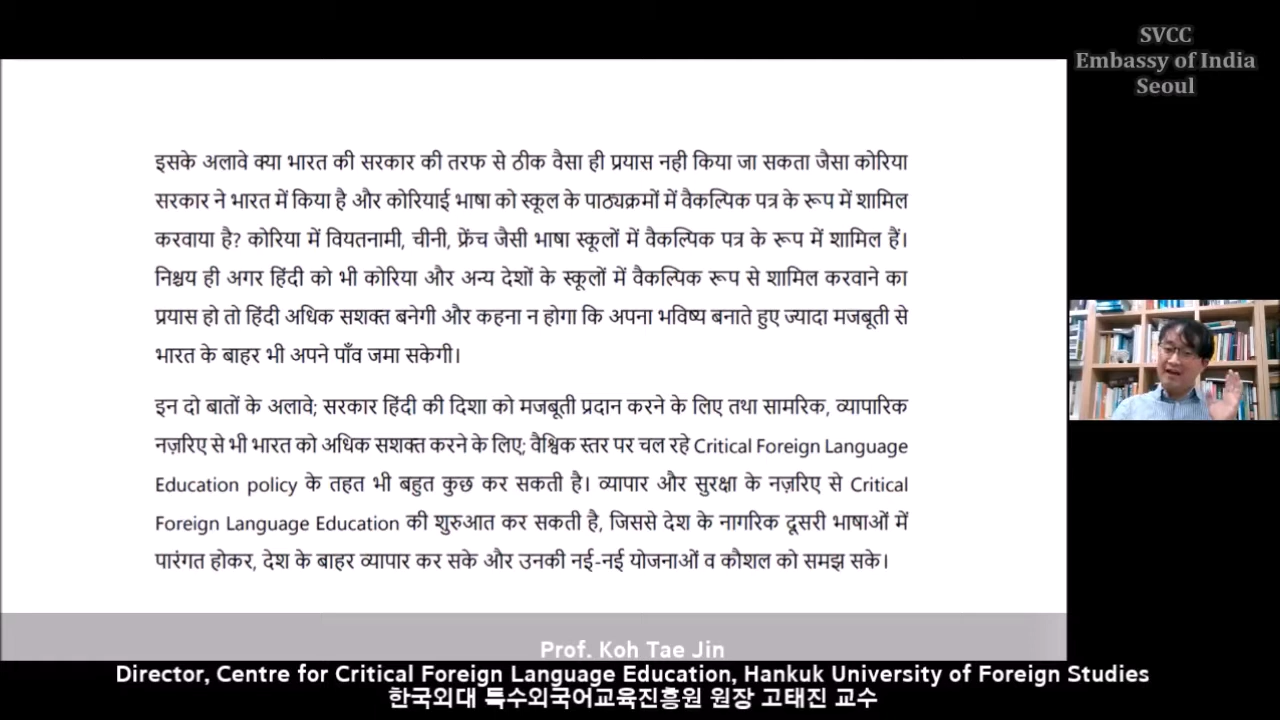 SVCC
Embassy of India
Seoul
इसके अलावे क्या भारत की सरकार की तरफ से ठीक वैसा ही प्रयास नही किया जा सकता जैसा कोरिया
सरकार ने भारत में किया है और कोरियाई भाषा को स्कूल के पाठ्यक्रमों में वैकल्पिक पत्र के रूप में शामिल
करवाया है? कोरिया में वियतनामी, चीनी, फ्रेंच जैसी भाषा स्कूलों में वैकल्पिक पत्र के रूप में शामिल हैं।
निश्चय ही अगर हिंदी को भी कोरिया और अन्य देशों के स्कूलों में वैकल्पिक रूप से शामिल करवाने का
प्रयास हो तो हिंदी अधिक सशक्त बनेगी और कहना न होगा कि अपना भविष्य बनाते हुए ज्यादा मजबूती से
भारत के बाहर भी अपने पाँव जमा सकेगी।
इन दो बातों के अलावे; सरकार हिंदी की दिशा को मजबूती प्रदान करने के लिए तथा सामरिक, व्यापारिक
नज़रिए से भी भारत को अधिक सशक्त करने के लिए; वैश्विक स्तर पर चल रहे Critical Foreign Language
Education policy के तहत भी बहुत कुछ कर सकती है। व्यापार और सुरक्षा के नज़रिए से Critical
Foreign Language Education की शुरुआत कर सकती है, जिससे देश के नागरिक दूसरी भाषाओं में
पारंगत होकर, देश के बाहर व्यापार कर सके और उनकी नई-नई योजनाओं व कौशल को समझ सके।
Prof. Koh Tae Jin
Director, Centre for Critical Foreign Language Education, Hankuk University of Foreign Studies
한국외대 특수외국어교육진흥원 원장 고태진 교수